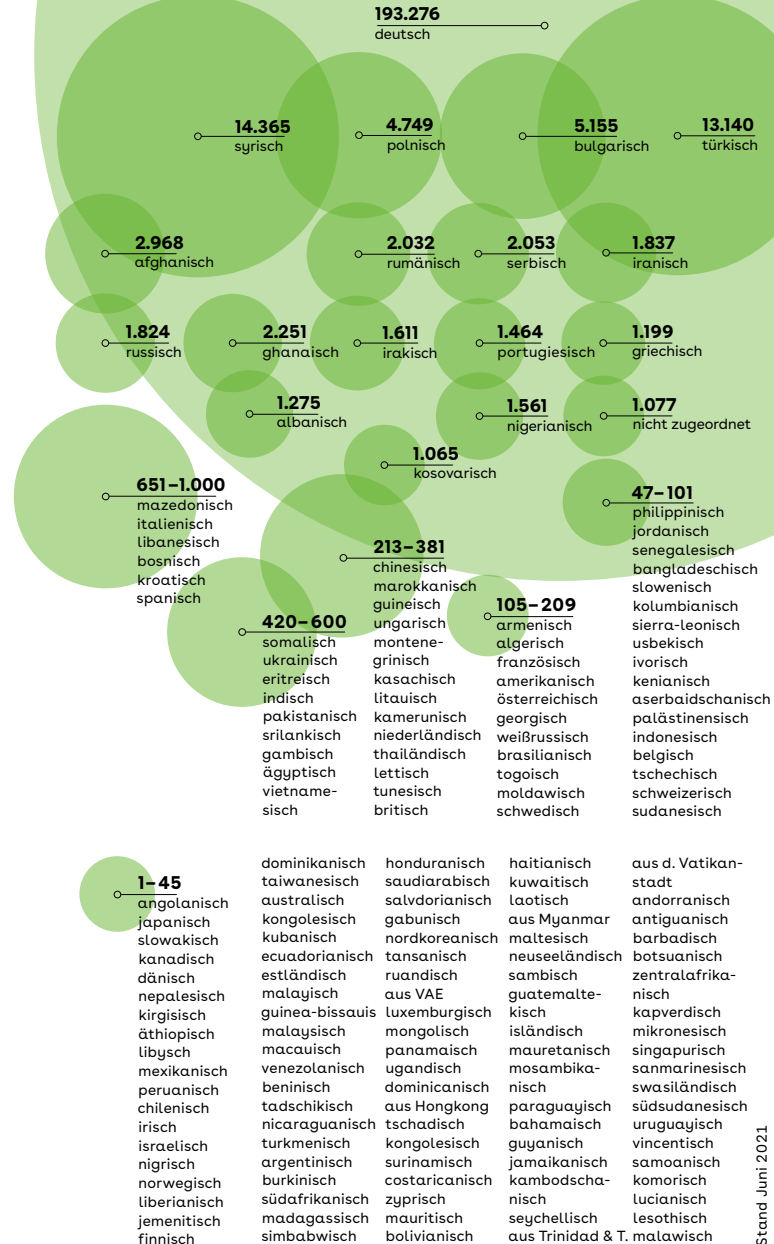 193.276
deutsch
14.365
syrisch
4.749
polnisch
5.155
bulgarisch
13.140
türkisch
2.968
afghanisch
2.032
rumänisch
2.053
serbisch
1.837
iranisch
1.824
russisch
2.251
ghanaisch
1.611
irakisch
1.464
portugiesisch
1.199
griechisch
1.275
albanisch
1.561
nigerianisch
1.077
nicht zugeordnet
1.065
kosovarisch
651–1.000
mazedonisch
italienisch
libanesisch
bosnisch
kroatisch
spanisch
420–600
somalisch
ukrainisch
eritreisch
indisch
pakistanisch
srilankisch
gambisch
ägyptisch
vietname-
sisch
213–381
chinesisch
marokkanisch
guineisch
ungarisch
montene-
grinisch
kasachisch
litauisch
kamerunisch
niederländisch
thailändisch
lettisch
tunesisch
britisch
105–209
armenisch
algerisch
französisch
amerikanisch
österreichisch
georgisch
weißrussisch
brasilianisch
togoisch
moldawisch
schwedisch
47–101
philippinisch
jordanisch
senegalesisch
bangladeschisch
slowenisch
kolumbianisch
sierra-leonisch
usbekisch
ivorisch
kenianisch
aserbaidschanisch
palästinensisch
indonesisch
belgisch
tschechisch
schweizerisch
sudanesisch
1–45
angolanisch
japanisch
slowakisch
kanadisch
dänisch
nepalesisch
kirgisisch
äthiopisch
libysch
mexikanisch
peruanisch
chilenisch
irisch
israelisch
nigrisch
norwegisch
liberianisch
jemenitisch
finnisch
dominikanisch
taiwanesisch
australisch
kongolesisch
kubanisch
ecuadorianisch
estländisch
malayisch
guinea-bissauis
malaysisch
macauisch
venezolanisch
beninisch
tadschikisch
nicaraguanisch
turkmenisch
argentinisch
burkinisch
südafrikanisch
madagassisch
simbabwisch
honduranisch
saudiarabisch
salvdorianisch
gabunisch
nordkoreanisch
tansanisch
ruandisch
aus VAE
luxemburgisch
mongolisch
panamaisch
ugandisch
dominicanisch
aus Hongkong
tschadisch
kongolesisch
surinamisch
costaricanisch
zyprisch
mauritisch
bolivianisch
haitianisch
kuwaitisch
laotisch
aus Myanmar
maltesisch
neuseeländisch
sambisch
guatemalte-
kisch
isländisch
mauretanisch
mosambika-
nisch
paraguayisch
bahamaisch
guyanisch
jamaikanisch
kambodscha-
nisch
seychellisch
aus Trinidad & T.
aus d. Vatikan-
stadt
andorranisch
antiguanisch
barbadisch
botsuanisch
zentralafrika-
nisch
kapverdisch
mikronesisch
singapurisch
sanmarinesisch
swasiländisch
südsudanesisch
uruguayisch
vincentisch
samoanisch
komorisch
lucianisch
lesothisch
malawisch
Stand Juni 2021